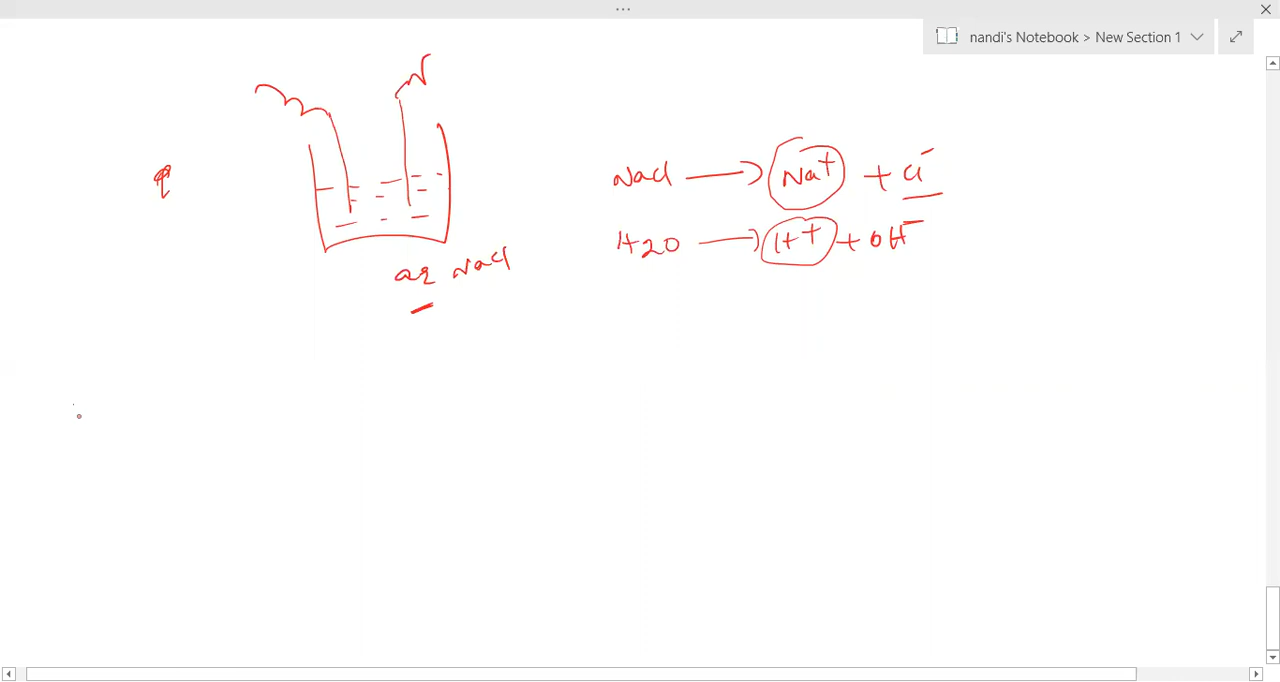 nandi's Notebook > New Section 1
NaCl → Na+ + Cl-
H2O → H+ + OH-
aq NaCl